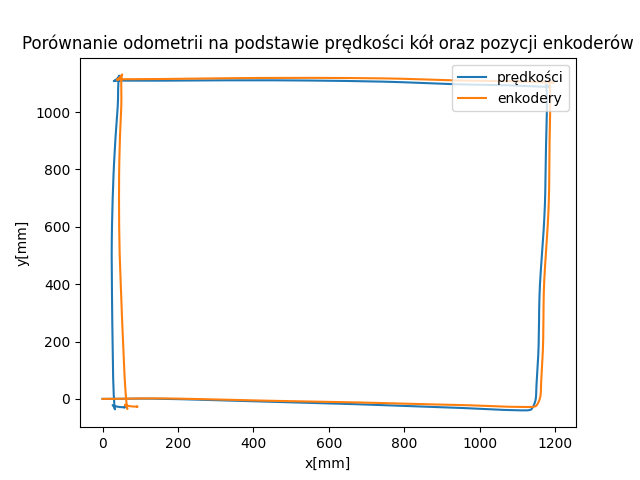 Porównanie odometrii na podstawie prędkości kół oraz pozycji enkoderów
prędkości
enkodery
1000
800
600
400
200
0
y[mm]
0 200 400 600 800 1000 1200
x[mm]